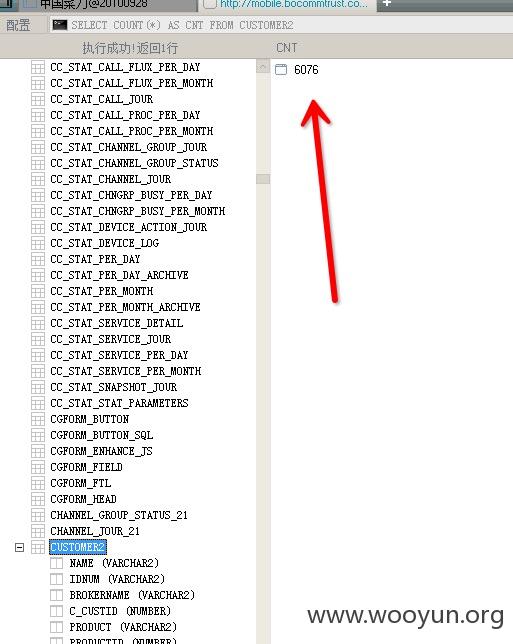 中国菜刀@20100928
http://mobile.bocommtrust.co...
配置
SELECT COUNT(*) AS CNT FROM CUSTOMER2
执行成功!返回1行
CNT
6076
CC_STAT_CALL_FLUX_PER_DAY
CC_STAT_CALL_FLUX_PER_MONTH
CC_STAT_CALL_JOUR
CC_STAT_CALL_PROC_PER_DAY
CC_STAT_CALL_PROC_PER_MONTH
CC_STAT_CHANNEL_GROUP_JOUR
CC_STAT_CHANNEL_GROUP_STATUS
CC_STAT_CHANNEL_JOUR
CC_STAT_CHNGRP_BUSY_PER_DAY
CC_STAT_CHNGRP_BUSY_PER_MONTH
CC_STAT_DEVICE_ACTION_JOUR
CC_STAT_DEVICE_LOG
CC_STAT_PER_DAY
CC_STAT_PER_DAY_ARCHIVE
CC_STAT_PER_MONTH
CC_STAT_PER_MONTH_ARCHIVE
CC_STAT_SERVICE_DETAIL
CC_STAT_SERVICE_JOUR
CC_STAT_SERVICE_PER_DAY
CC_STAT_SERVICE_PER_MONTH
CC_STAT_SNAPSHOT_JOUR
CC_STAT_STAT_PARAMETERS
CGFORM_BUTTON
CGFORM_BUTTON_SQL
CGFORM_ENHANCE_JS
CGFORM_FIELD
CGFORM_FTL
CGFORM_HEAD
CHANNEL_GROUP_STATUS_21
CHANNEL_JOUR_21
CUSTOMER2
NAME (VARCHAR2)
IDNUM (VARCHAR2)
BROKERNAME (VARCHAR2)
C_CUSTID (NUMBER)
PRODUCT (VARCHAR2)
PRODUCTID (NUMBER)
www.wooyun.org